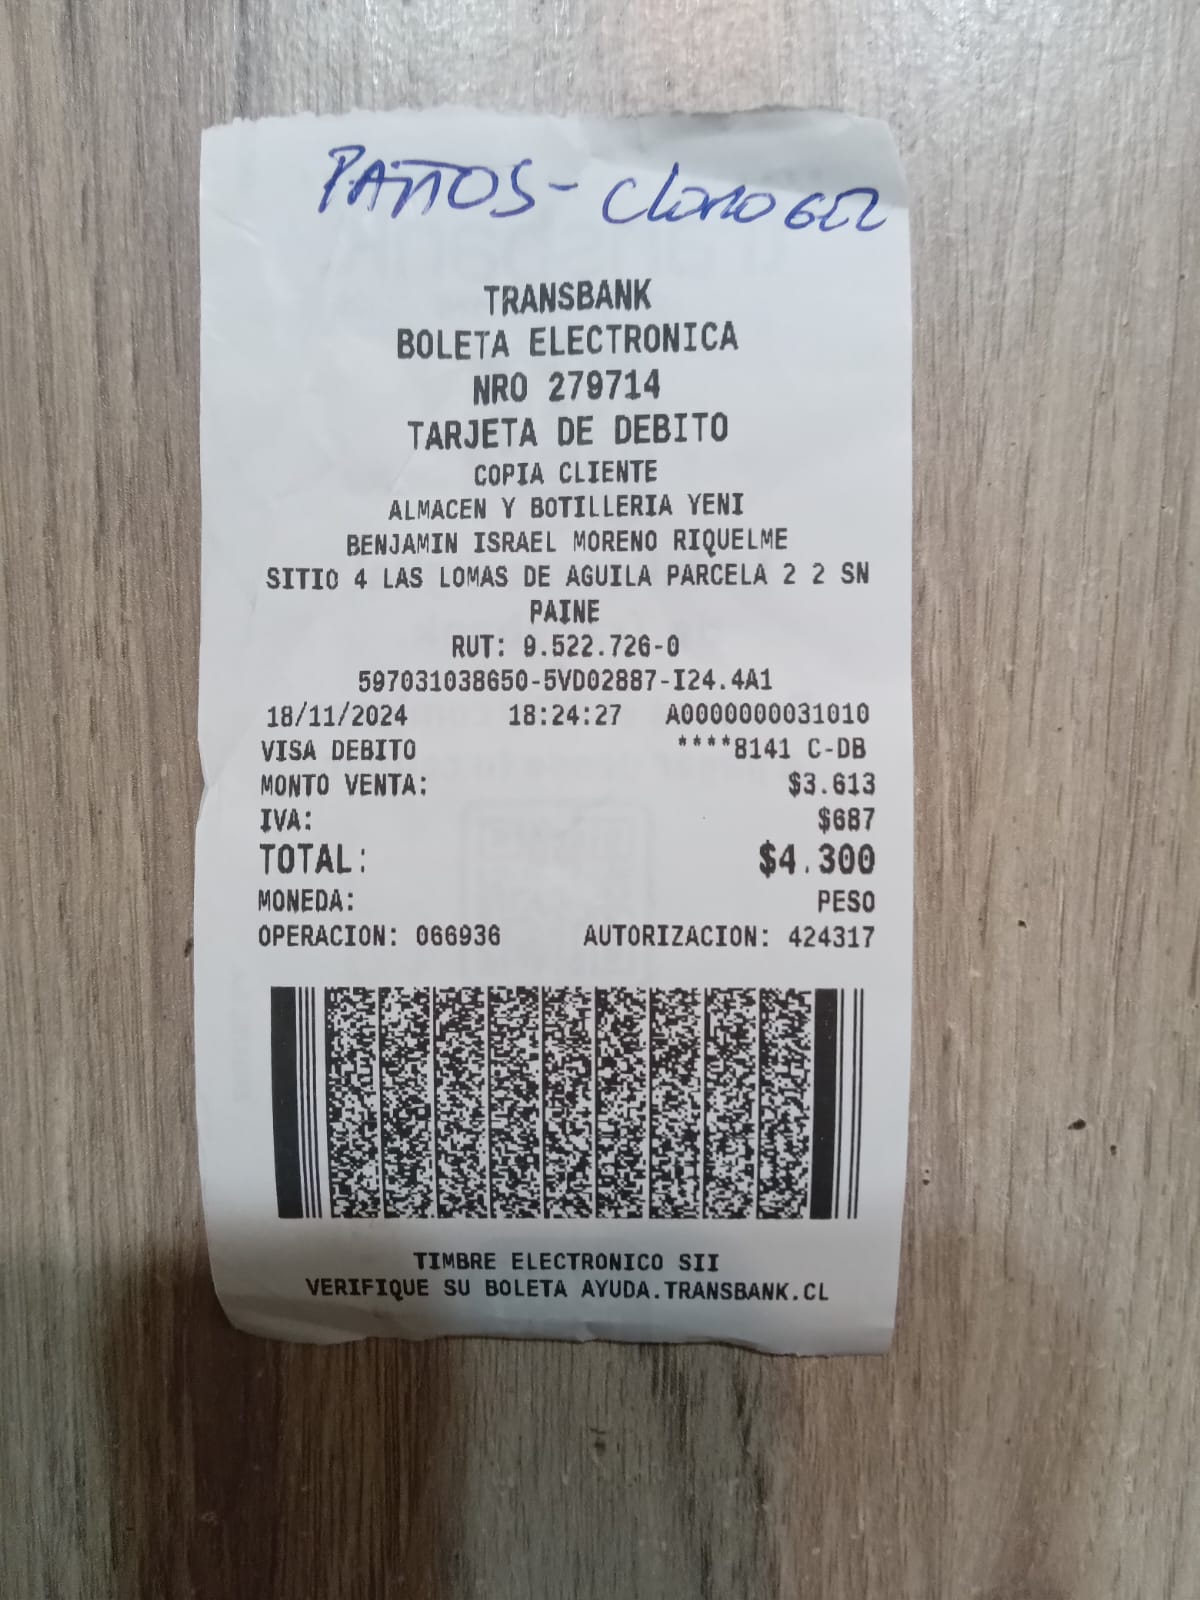 PAÑOS - Cloro GEL
TRANSBANK
BOLETA ELECTRONICA
NRO 279714
TARJETA DE DEBITO
COPIA CLIENTE
ALMACEN Y BOTILLERIA YENI
BENJAMIN ISRAEL MORENO RIQUELME
SITIO 4 LAS LOMAS DE AGUILA PARCELA 2 2 SN
PAINE
RUT: 9.522.726-0
597031038650-5VD02887-I24.4A1
18/11/2024 18:24:27 A0000000031010
VISA DEBITO ****8141 C-DB
MONTO VENTA: $3.613
IVA: $687
TOTAL: $4.300
MONEDA: PESO
OPERACION: 066936 AUTORIZACION: 424317
TIMBRE ELECTRONICO SII
VERIFIQUE SU BOLETA AYUDA.TRANSBANK.CL